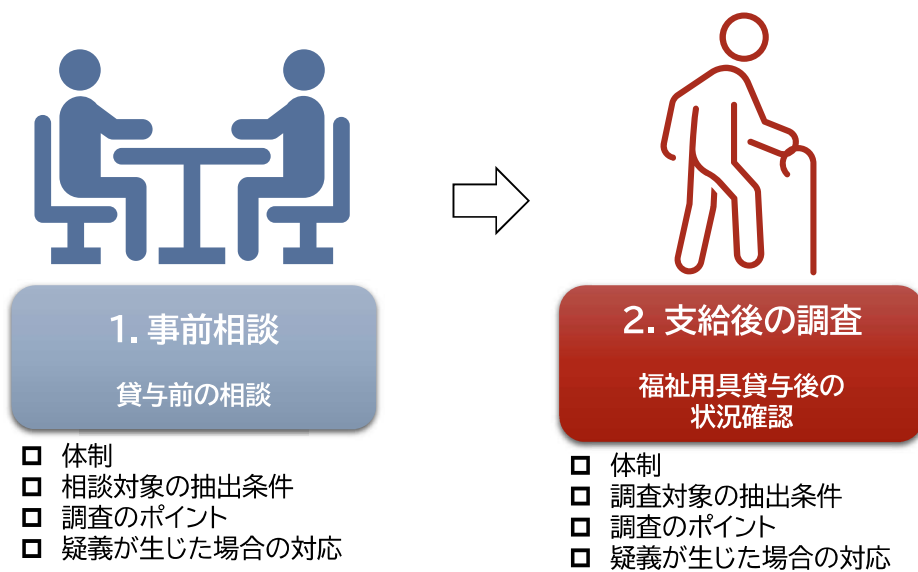 1. 事前相談
貸与前の相談
体制
相談対象の抽出条件
調査のポイント
疑義が生じた場合の対応
2. 支給後の調査
福祉用具貸与後の
状況確認
体制
調査対象の抽出条件
調査のポイント
疑義が生じた場合の対応